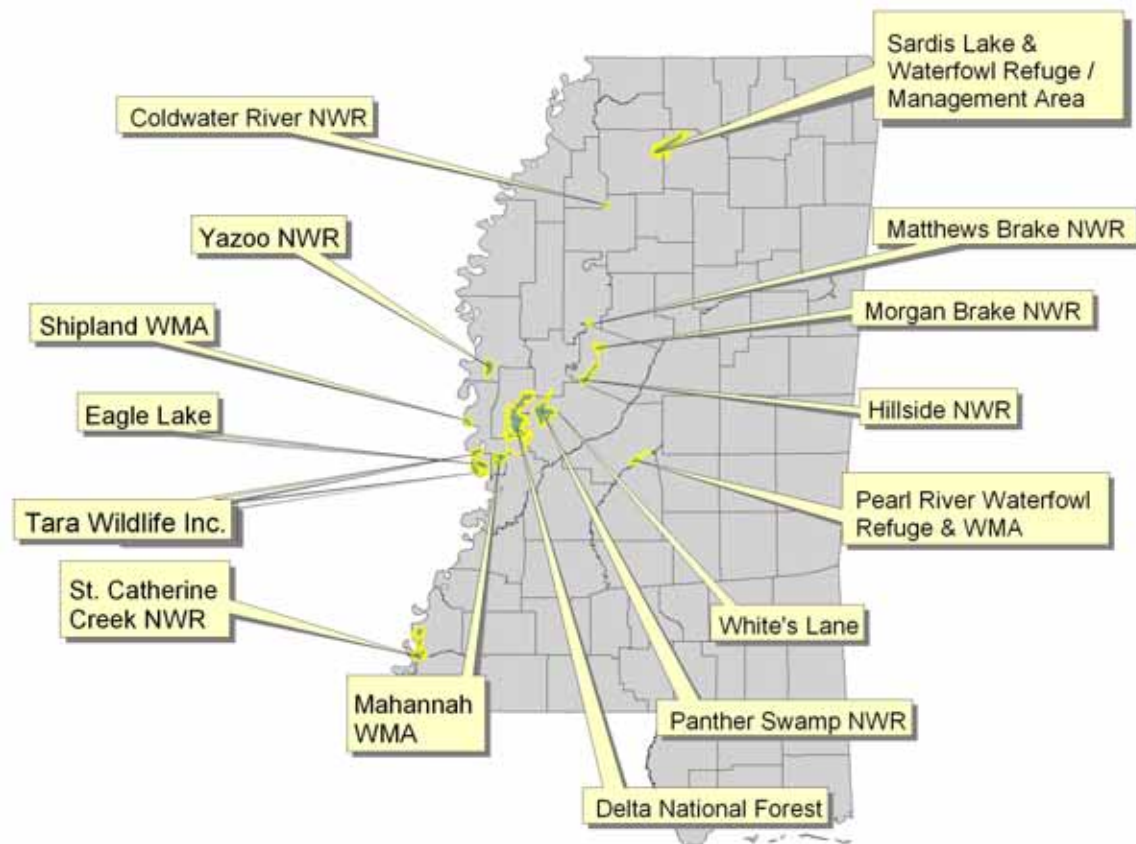 Sardis Lake &
Waterfowl Refuge /
Management Area
Coldwater River NWR
Matthews Brake NWR
Yazoo NWR
Morgan Brake NWR
Shipland WMA
Eagle Lake
Hillside NWR
Tara Wildlife Inc.
Pearl River Waterfowl
Refuge & WMA
St. Catherine
Creek NWR
White's Lane
Mahannah
WMA
Panther Swamp NWR
Delta National Forest